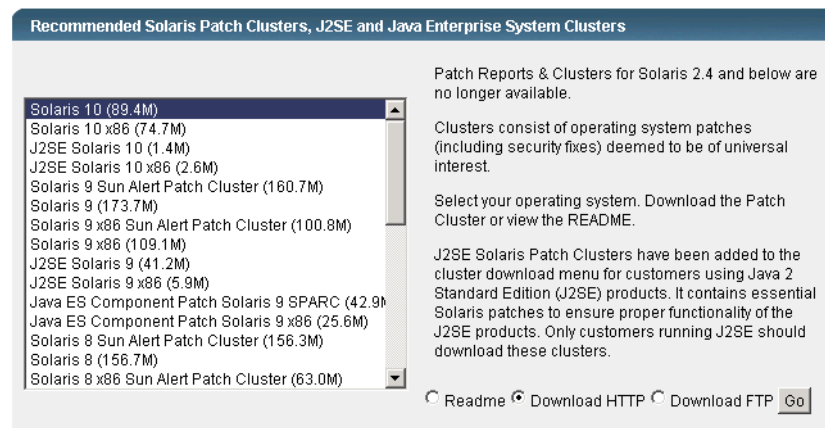 Recommended Solaris Patch Clusters, J2SE and Java Enterprise System Clusters
Solaris 10 (89.4M)
Solaris 10 x86 (74.7M)
J2SE Solaris 10 (1.4M)
J2SE Solaris 10 x86 (2.6M)
Solaris 9 Sun Alert Patch Cluster (160.7M)
Solaris 9 (173.7M)
Solaris 9 x86 Sun Alert Patch Cluster (100.8M)
Solaris 9 x86 (109.1M)
J2SE Solaris 9 (41.2M)
J2SE Solaris 9 x86 (5.9M)
Java ES Component Patch Solaris 9 SPARC (42.9
Java ES Component Patch Solaris 9 x86 (25.6M)
Solaris 8 Sun Alert Patch Cluster (156.3M)
Solaris 8 (156.7M)
Solaris 8 x86 Sun Alert Patch Cluster (63.0M)
Patch Reports & Clusters for Solaris 2.4 and below are
no longer available.
Clusters consist of operating system patches
(including security fixes) deemed to be of universal
interest.
Select your operating system. Download the Patch
Cluster or view the README.
J2SE Solaris Patch Clusters have been added to the
cluster download menu for customers using Java 2
Standard Edition (J2SE) products. It contains essential
Solaris patches to ensure proper functionality of the
J2SE products. Only customers running J2SE should
download these clusters.
Readme Download HTTP Download FTP Go